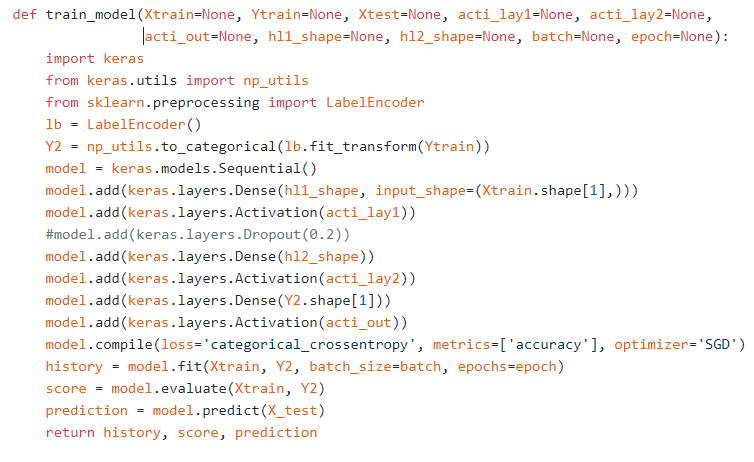 def train_model(Xtrain=None, Ytrain=None, Xtest=None, acti_lay1=None, acti_lay2=None,
                acti_out=None, hl1_shape=None, hl2_shape=None, batch=None, epoch=None):
    import keras
    from keras.utils import np_utils
    from sklearn.preprocessing import LabelEncoder
    lb = LabelEncoder()
    Y2 = np_utils.to_categorical(lb.fit_transform(Ytrain))
    model = keras.models.Sequential()
    model.add(keras.layers.Dense(hl1_shape, input_shape=(Xtrain.shape[1],)))
    model.add(keras.layers.Activation(acti_lay1))
    #model.add(keras.layers.Dropout(0.2))
    model.add(keras.layers.Dense(hl2_shape))
    model.add(keras.layers.Activation(acti_lay2))
    model.add(keras.layers.Dense(Y2.shape[1]))
    model.add(keras.layers.Activation(acti_out))
    model.compile(loss='categorical_crossentropy', metrics=['accuracy'], optimizer='SGD')
    history = model.fit(Xtrain, Y2, batch_size=batch, epochs=epoch)
    score = model.evaluate(Xtrain, Y2)
    prediction = model.predict(X_test)
    return history, score, prediction